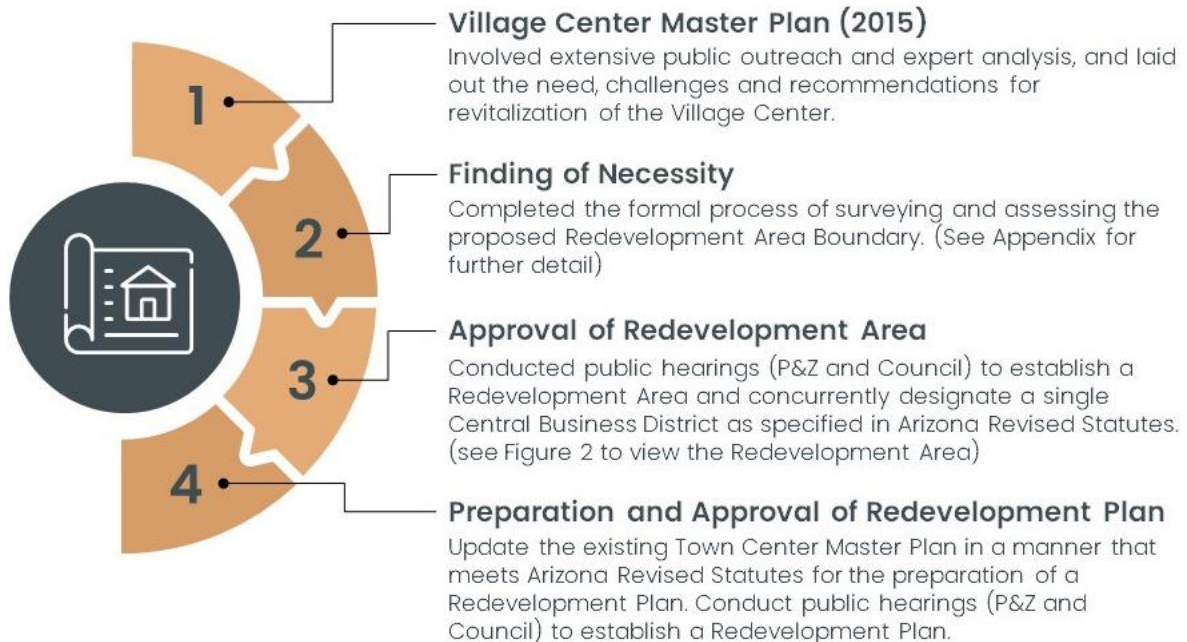 1
Village Center Master Plan (2015)
Involved extensive public outreach and expert analysis, and laid
out the need, challenges and recommendations for
revitalization of the Village Center.
2
Finding of Necessity
Completed the formal process of surveying and assessing the
proposed Redevelopment Area Boundary. (See Appendix for
further detail)
3
Approval of Redevelopment Area
Conducted public hearings (P&Z and Council) to establish a
Redevelopment Area and concurrently designate a single
Central Business District as specified in Arizona Revised Statutes.
(see Figure 2 to view the Redevelopment Area)
4
Preparation and Approval of Redevelopment Plan
Update the existing Town Center Master Plan in a manner that
meets Arizona Revised Statutes for the preparation of a
Redevelopment Plan. Conduct public hearings (P&Z and
Council) to establish a Redevelopment Plan.